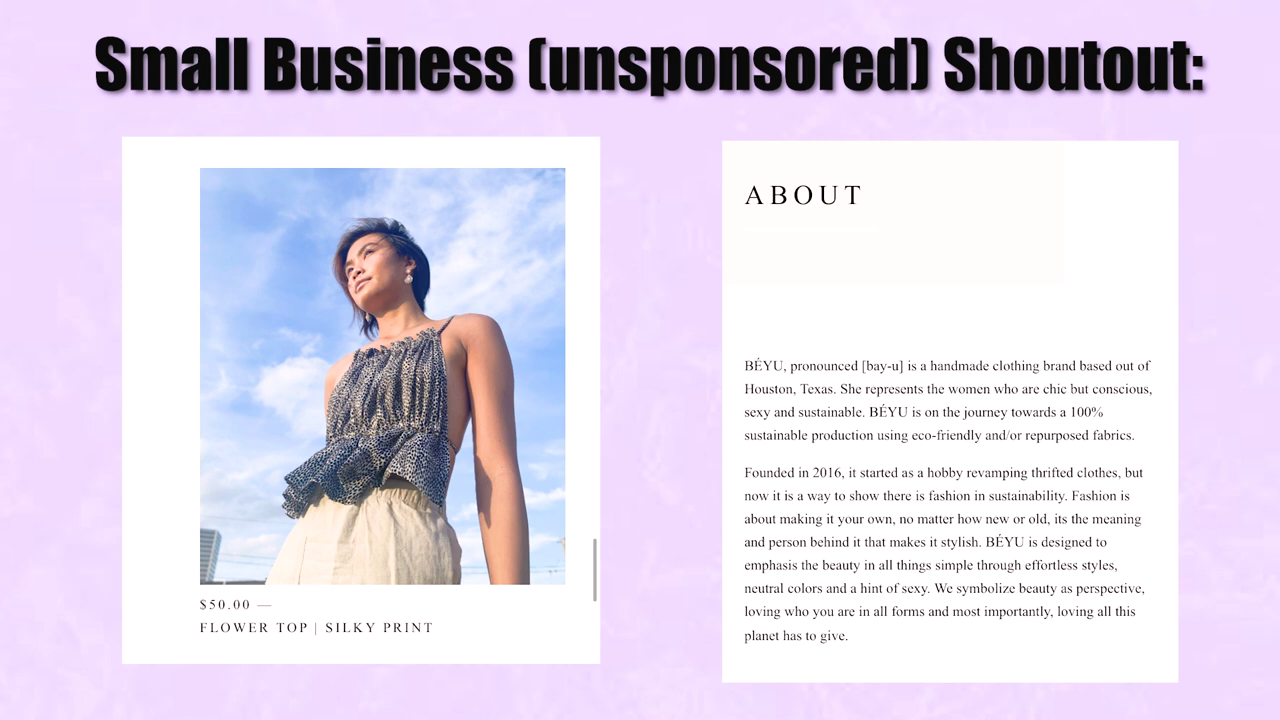 Small Business (unsponsored) Shoutout:
$50.00 —
FLOWER TOP | SILKY PRINT
ABOUT
BÉYU, pronounced [bay-u] is a handmade clothing brand based out of
Houston, Texas. She represents the women who are chic but conscious,
sexy and sustainable. BÉYU is on the journey towards a 100%
sustainable production using eco-friendly and/or repurposed fabrics.
Founded in 2016, it started as a hobby revamping thrifted clothes, but
now it is a way to show there is fashion in sustainability. Fashion is
about making it your own, no matter how new or old, its the meaning
and person behind it that makes it stylish. BÉYU is designed to
emphasis the beauty in all things simple through effortless styles,
neutral colors and a hint of sexy. We symbolize beauty as perspective,
loving who you are in all forms and most importantly, loving all this
planet has to give.